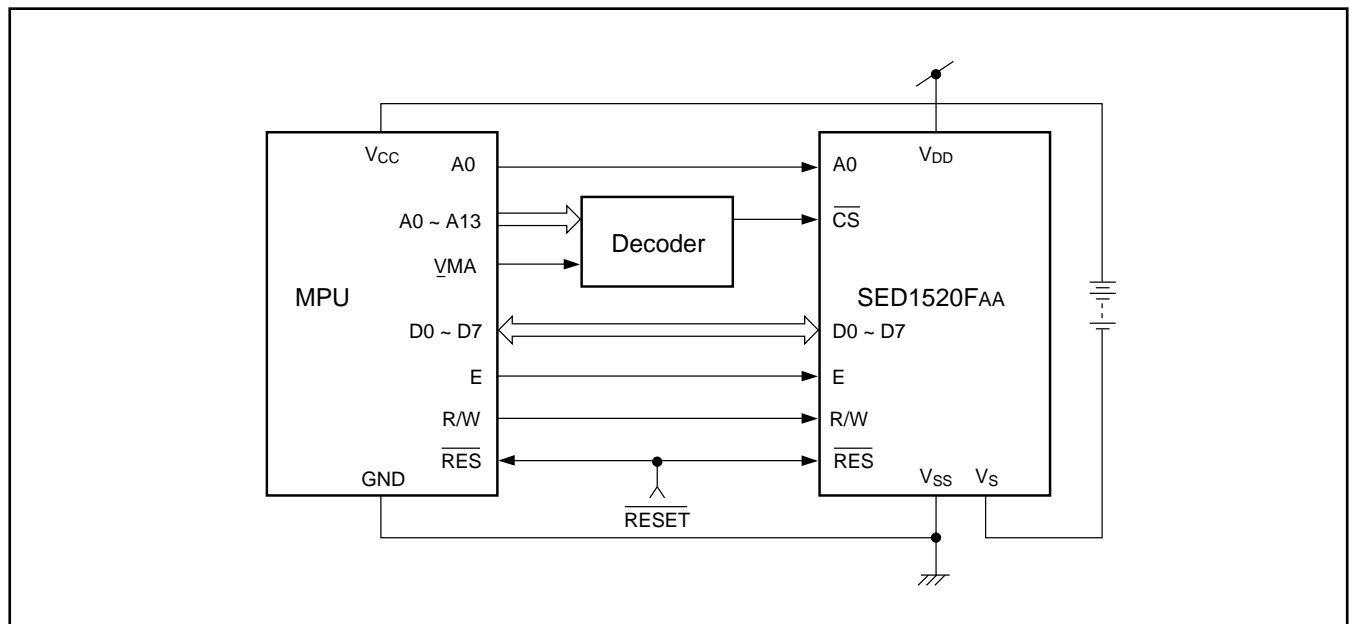 VCC
VDD
A0
A0
A0 ~ A13
CS
Decoder
VMA
MPU
SED1520FAA
D0 ~ D7
D0 ~ D7
E
E
R/W
R/W
RES
RES
GND
VSS
VS
RESET